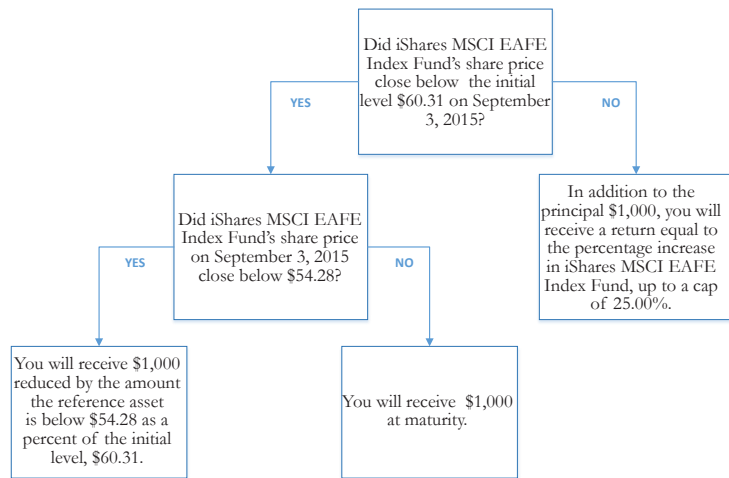 Did iShares MSCI EAFE
Index Fund's share price
close below the initial
level $60.31 on September
3, 2015?
YES
NO
Did iShares MSCI EAFE
Index Fund's share price
on September 3, 2015
close below $54.28?
In addition to the
principal $1,000, you will
receive a return equal to
the percentage increase
in iShares MSCI EAFE
Index Fund, up to a cap
of 25.00%.
YES
NO
You will receive $1,000
reduced by the amount
the reference asset
is below $54.28 as a
percent of the initial
level, $60.31.
You will receive $1,000
at maturity.